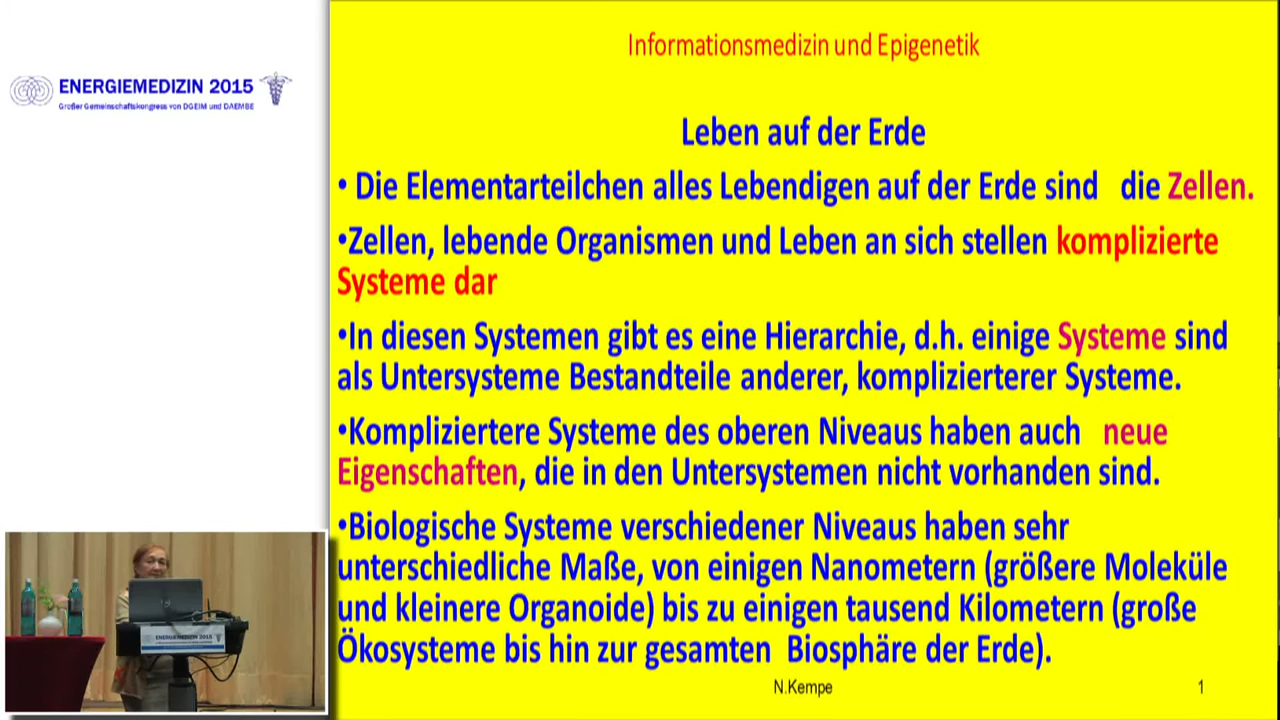 ENERGIEMEDIZIN 2015
Großer Gemeinschaftskongress von DGEIM und DAEMBE
Informationsmedizin und Epigenetik
Leben auf der Erde
• Die Elementarteilchen alles Lebendigen auf der Erde sind die Zellen.
•Zellen, lebende Organismen und Leben an sich stellen komplizierte
Systeme dar
•In diesen Systemen gibt es eine Hierarchie, d.h. einige Systeme sind
als Untersysteme Bestandteile anderer, komplizierterer Systeme.
•Kompliziertere Systeme des oberen Niveaus haben auch neue
Eigenschaften, die in den Untersystemen nicht vorhanden sind.
•Biologische Systeme verschiedener Niveaus haben sehr
unterschiedliche Maße, von einigen Nanometern (größere Moleküle
und kleinere Organoide) bis zu einigen tausend Kilometern (große
Ökosysteme bis hin zur gesamten Biosphäre der Erde).
N.Kempe
1
ENERGIEMEDIZIN 2015